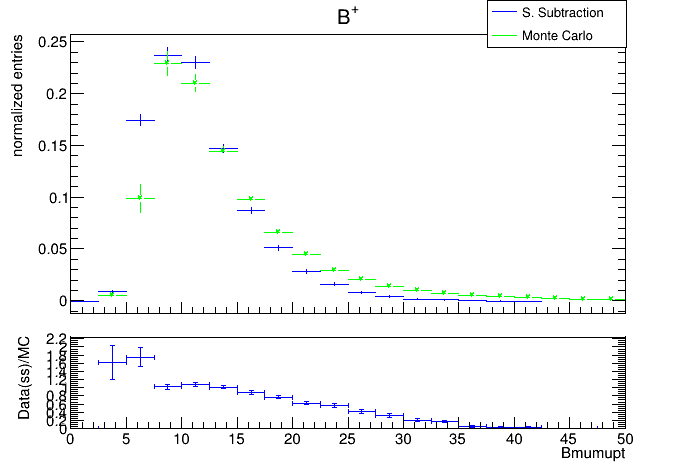 B+
S. Subtraction
Monte Carlo
normalized entries
0.25
0.2
0.15
0.1
0.05
0
Data(ss)/MC
2.2
2
1.8
1.6
1.4
1.2
1
0.8
0.6
0.4
0.2
0
0 5 10 15 20 25 30 35 40 45 50
Bmumupt